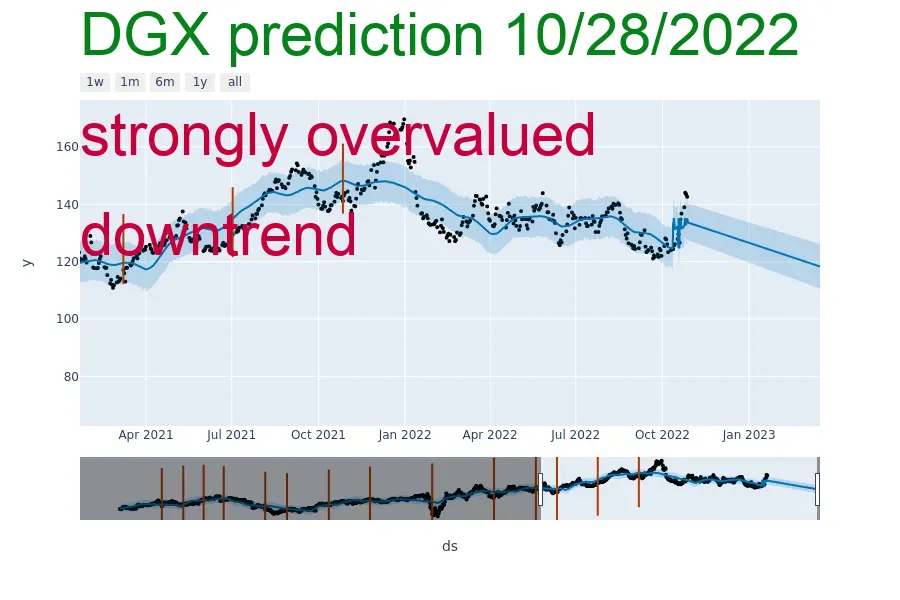 DGX prediction 10/28/2022
1w 1m 6m 1y all
strongly overvalued
160
140
downtrend
120
y
100
80
Apr 2021 Jul 2021 Oct 2021 Jan 2022 Apr 2022 Jul 2022 Oct 2022 Jan 2023
ds